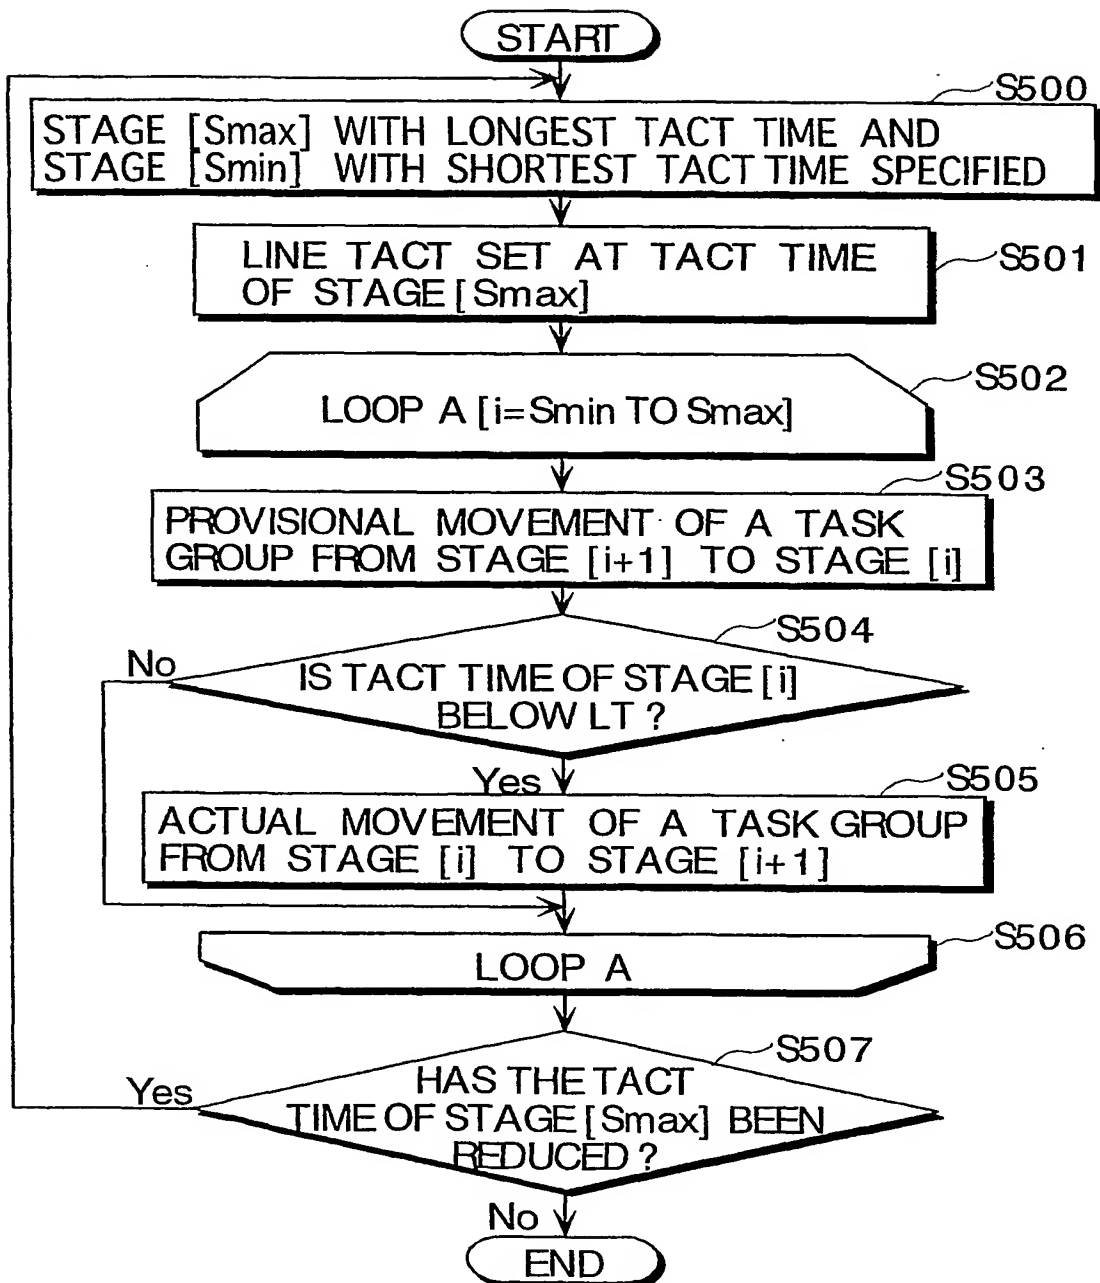 START
S500
STAGE [Smax] WITH LONGEST TACT TIME AND
STAGE [Smin] WITH SHORTEST TACT TIME SPECIFIED
S501
LINE TACT SET AT TACT TIME
OF STAGE [Smax]
S502
LOOP A [i=Smin TO Smax]
S503
PROVISIONAL MOVEMENT OF A TASK
GROUP FROM STAGE [i+1] TO STAGE [i]
S504
No
IS TACT TIME OF STAGE [i]
BELOW LT ?
Yes
S505
ACTUAL MOVEMENT OF A TASK GROUP
FROM STAGE [i] TO STAGE [i+1]
S506
LOOP A
S507
Yes
HAS THE TACT
TIME OF STAGE [Smax] BEEN
REDUCED ?
No
END